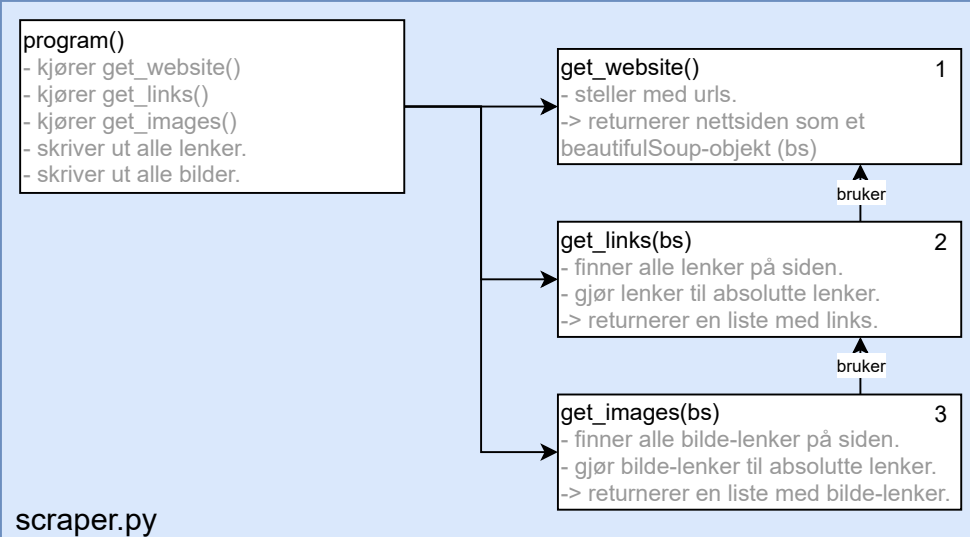 program()
- kjører get_website()
- kjører get_links()
- kjører get_images()
- skriver ut alle lenker.
- skriver ut alle bilder.
get_website() 1
- steller med urls.
-> returnerer nettsiden som et
beautifulSoup-objekt (bs)
bruker
get_links(bs) 2
- finner alle lenker på siden.
- gjør lenker til absolutte lenker.
-> returnerer en liste med links.
bruker
get_images(bs) 3
- finner alle bilde-lenker på siden.
- gjør bilde-lenker til absolutte lenker.
-> returnerer en liste med bilde-lenker.
scraper.py